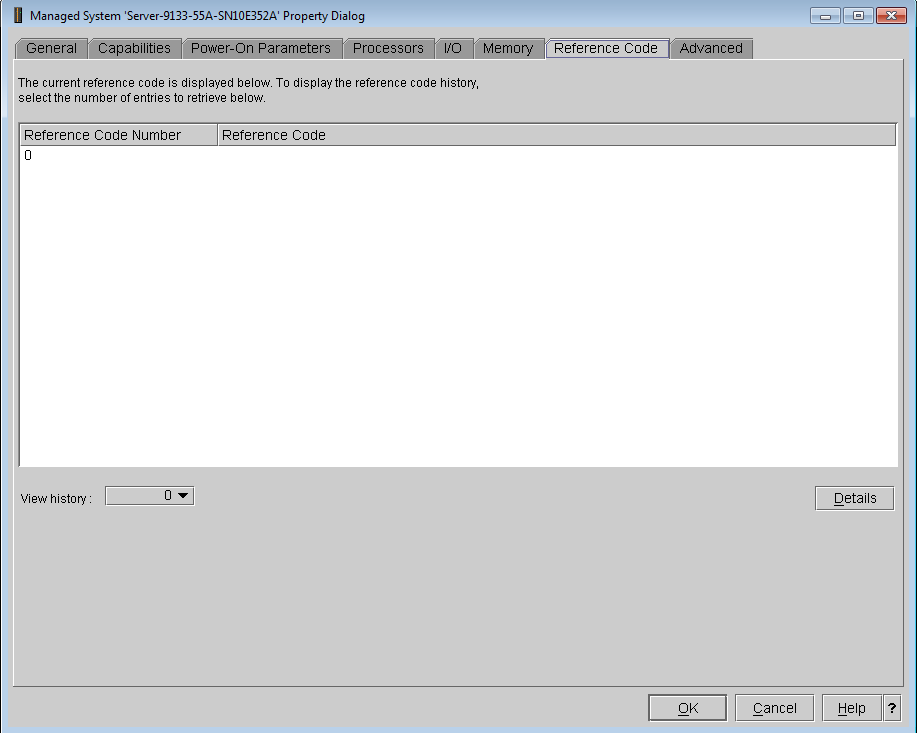 Managed System 'Server-9133-55A-SN10E352A' Property Dialog
General Capabilities Power-On Parameters Processors I/O Memory Reference Code Advanced
The current reference code is displayed below. To display the reference code history,
select the number of entries to retrieve below.
Reference Code Number Reference Code
0
View history : 0 Details
OK Cancel Help ?